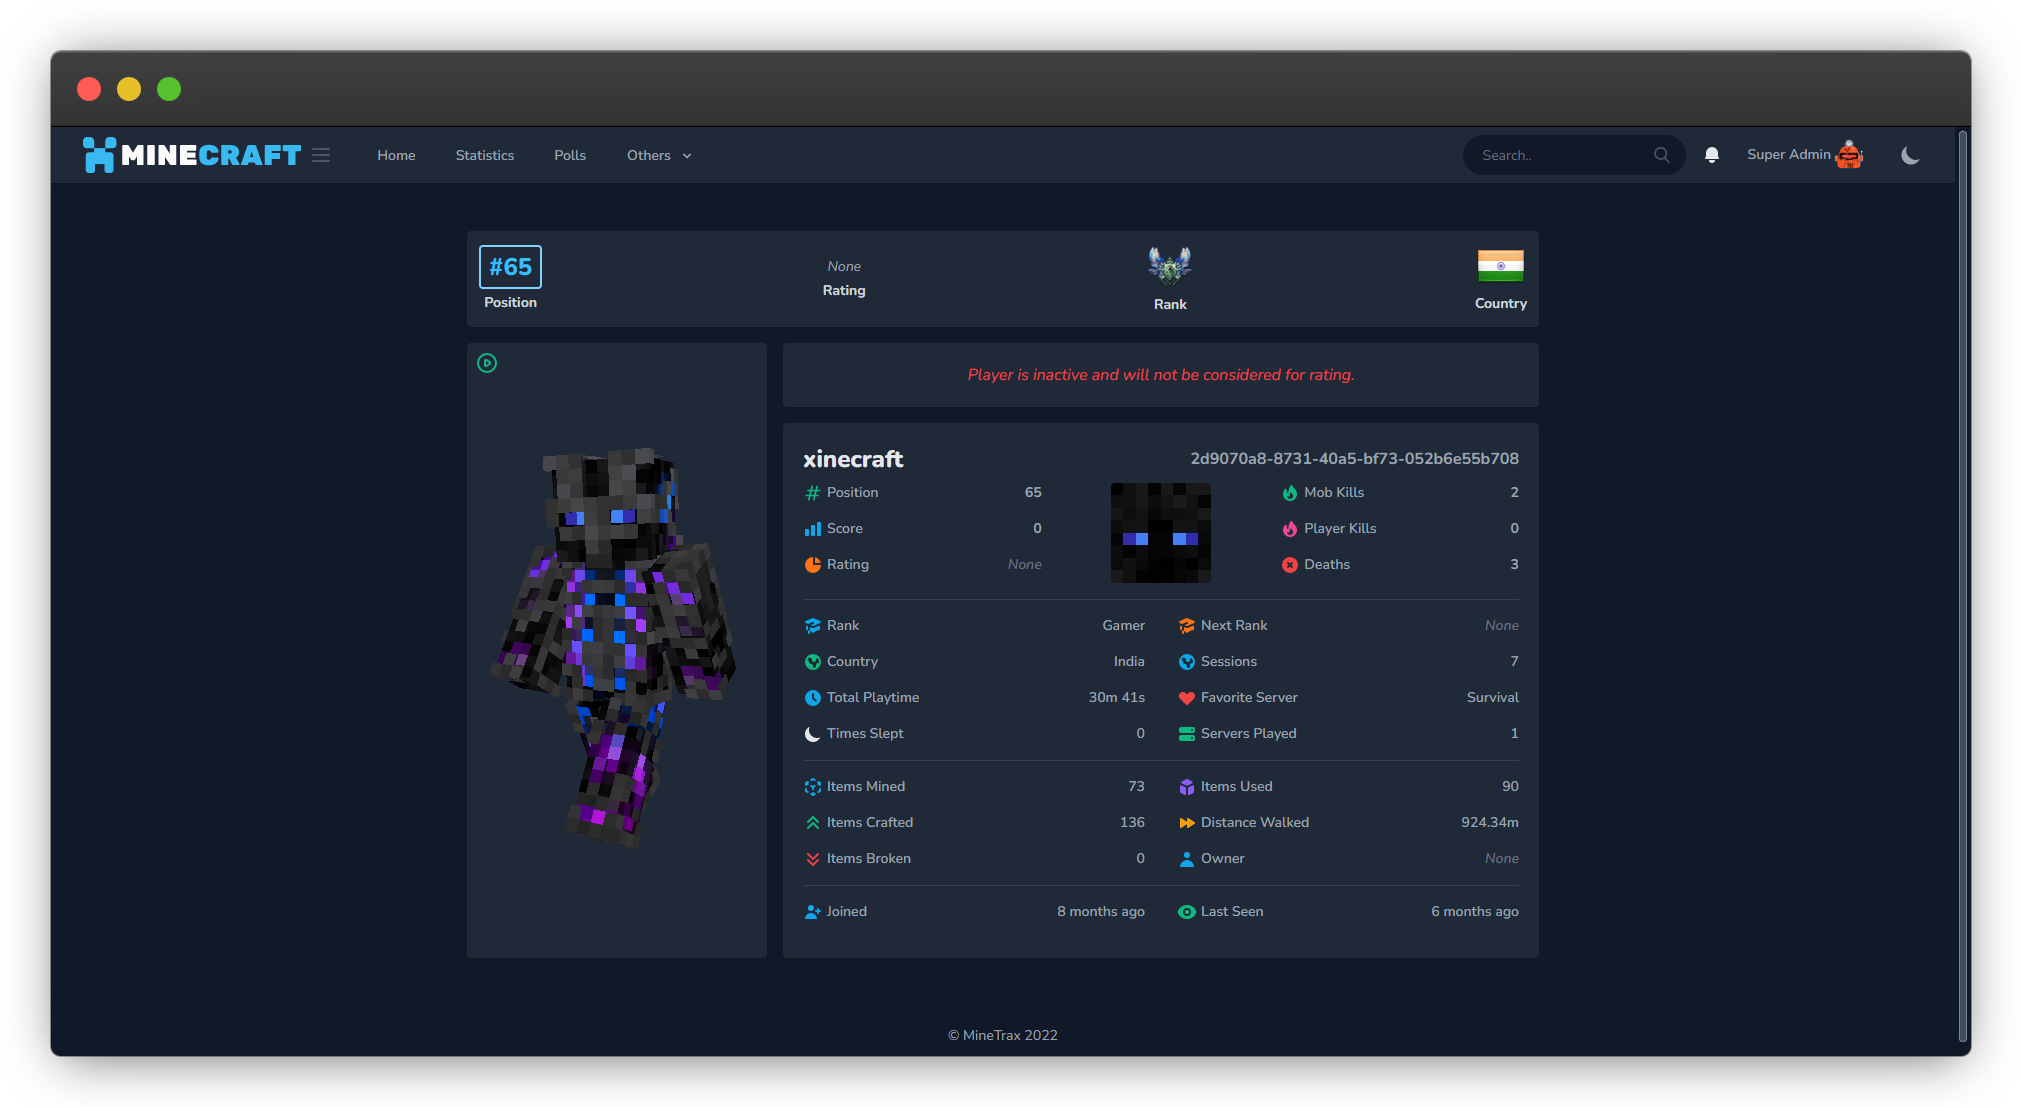 MINECRAFT Home Statistics Polls Others Search.. Super Admin
#65 None
Position Rating Rank Country
Player is inactive and will not be considered for rating.
xinecraft 2d9070a8-8731-40a5-bf73-052b6e55b708
Position 65 Mob Kills 2
Score 0 Player Kills 0
Rating None Deaths 3
Rank Gamer Next Rank None
Country India Sessions 7
Total Playtime 30m 41s Favorite Server Survival
Times Slept 0 Servers Played 1
Items Mined 73 Items Used 90
Items Crafted 136 Distance Walked 924.34m
Items Broken 0 Owner None
Joined 8 months ago Last Seen 6 months ago
© MineTrax 2022